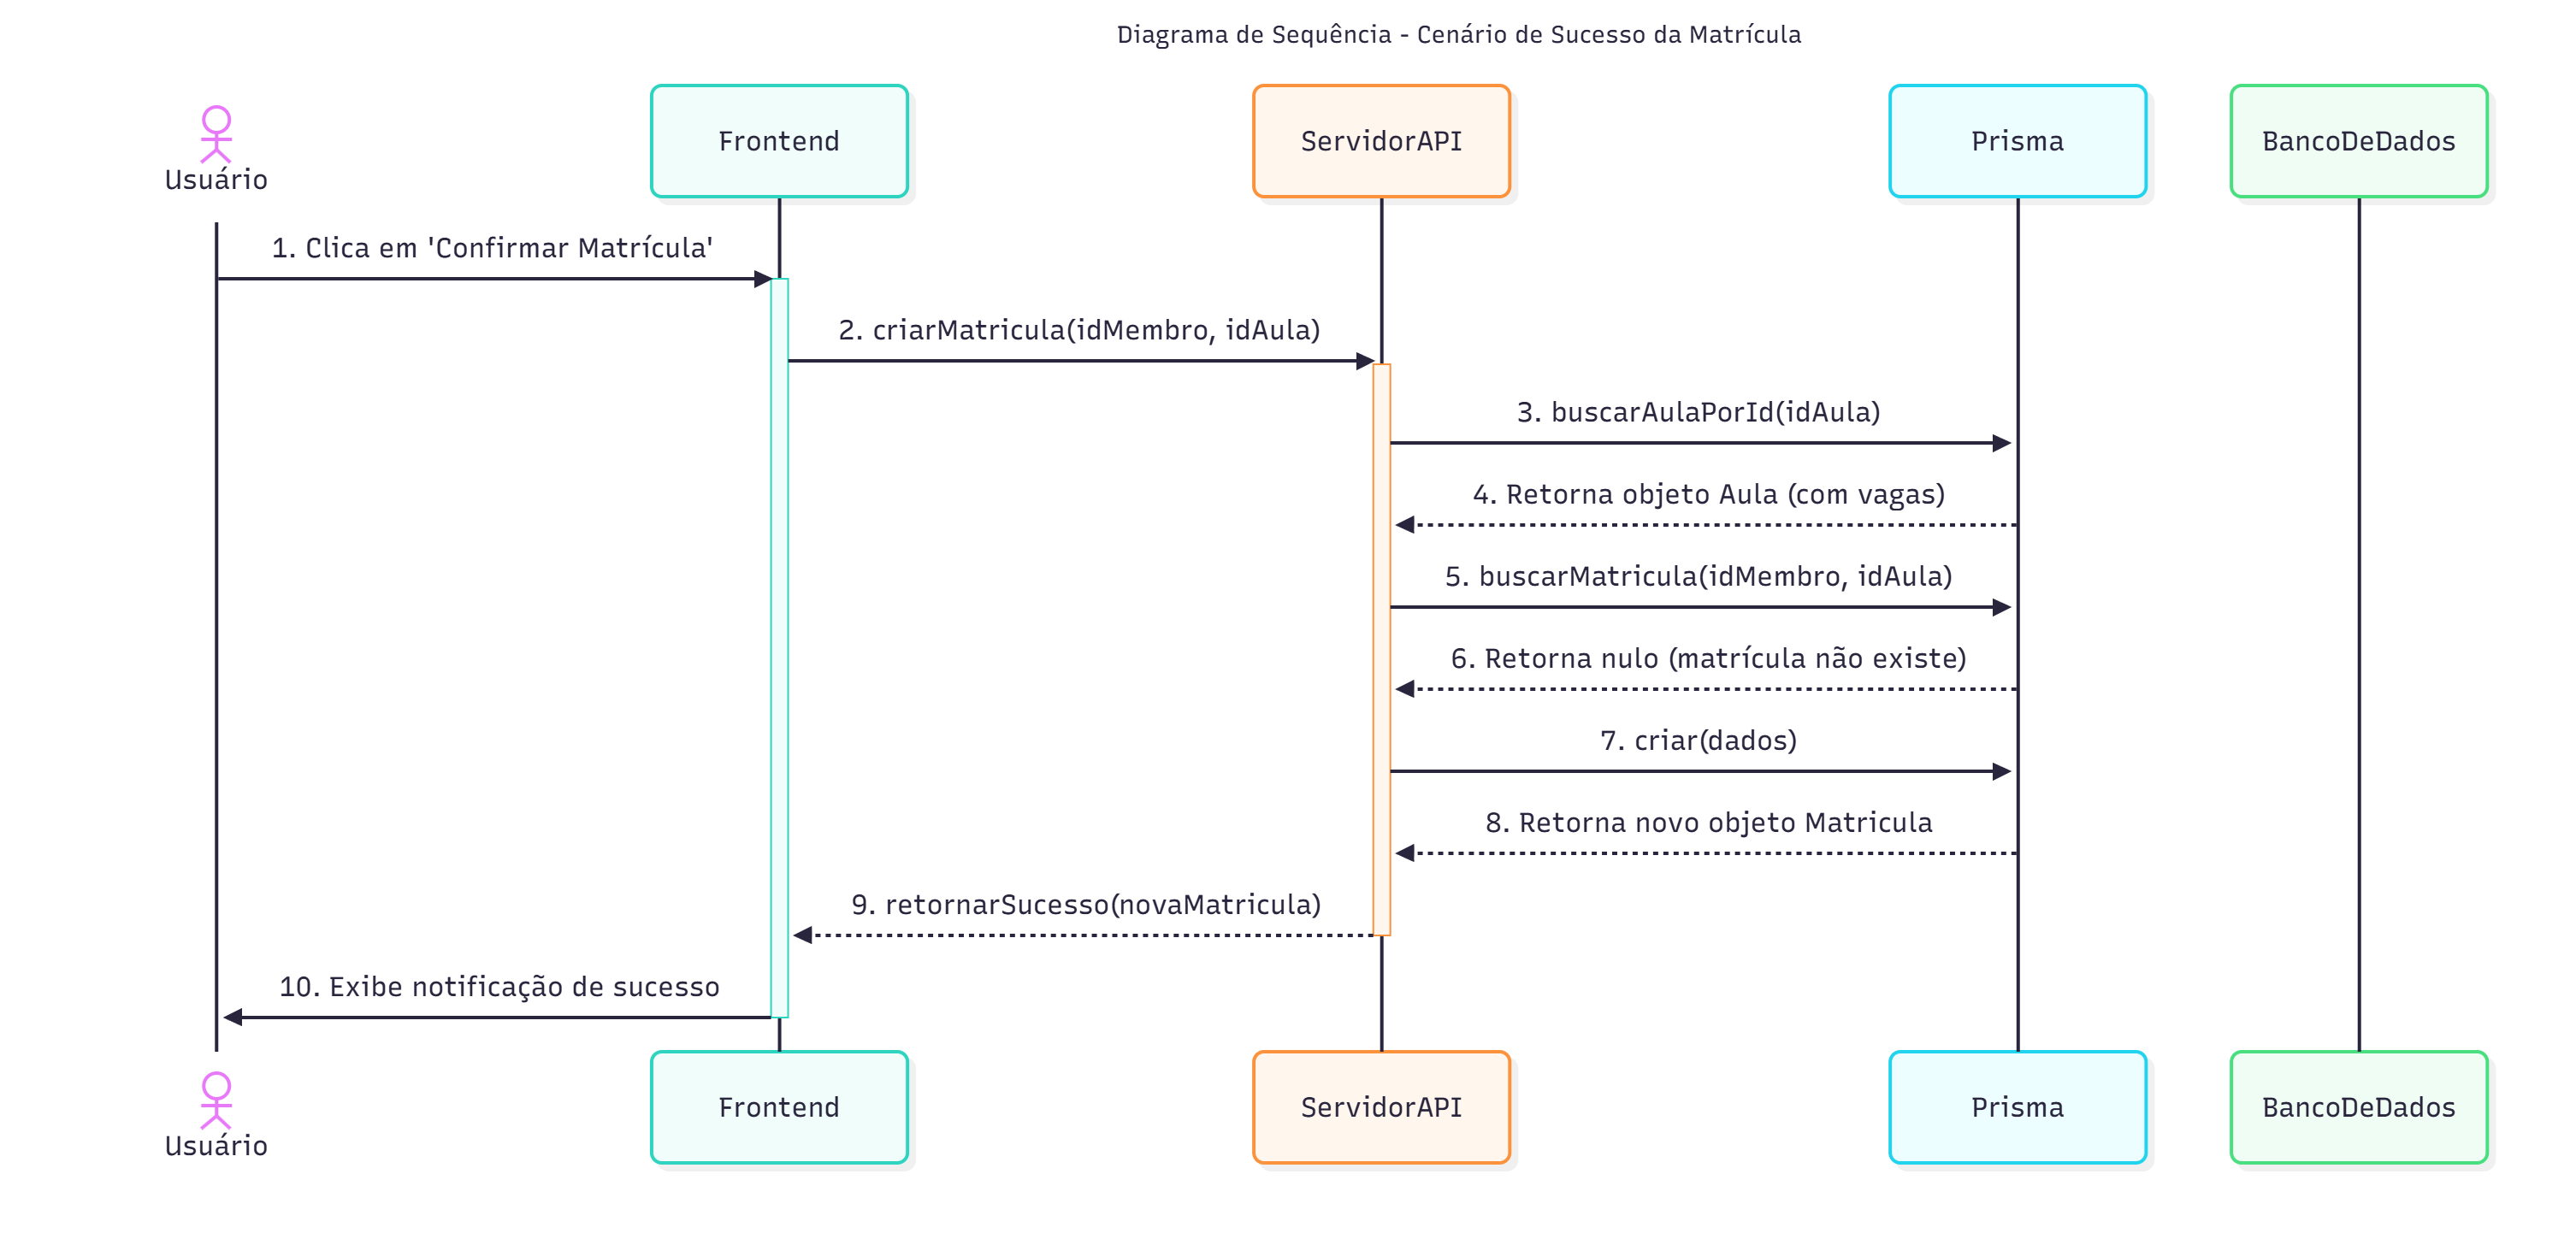 Diagrama de Sequência - Cenário de Sucesso da Matrícula
Usuário
Frontend
ServidorAPI
Prisma
BancoDeDados
1. Clica em 'Confirmar Matrícula'
2. criarMatricula(idMembro, idAula)
3. buscarAulaPorId(idAula)
4. Retorna objeto Aula (com vagas)
5. buscarMatricula(idMembro, idAula)
6. Retorna nulo (matrícula não existe)
7. criar(dados)
8. Retorna novo objeto Matricula
9. retornarSucesso(novaMatricula)
10. Exibe notificação de sucesso
Usuário
Frontend
ServidorAPI
Prisma
BancoDeDados